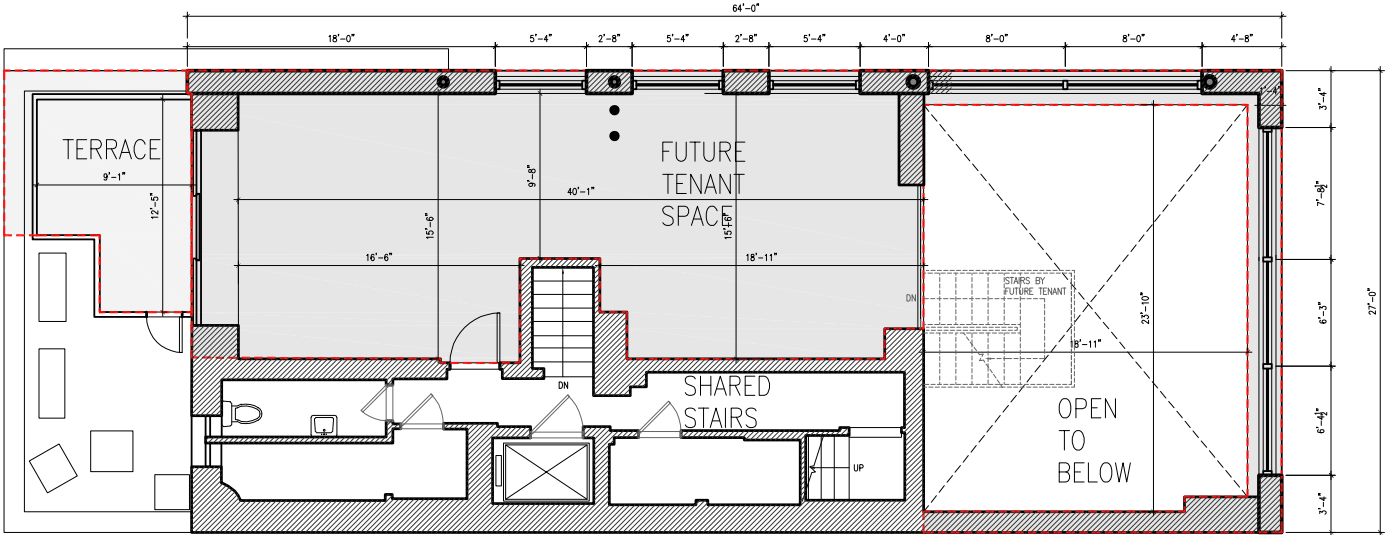 64'-0"
18'-0"
5'-4"
2'-8"
5'-4"
2'-8"
5'-4"
4'-0"
8'-0"
8'-0"
4'-8"
1'-4"
3'-4"
TERRACE
9'-1"
12'-5"
FUTURE
TENANT
SPACE
9'-8"
40'-1"
15'-6"
15'-6"
16'-6"
18'-11"
7'-8½"
STAIRS BY
FUTURE TENANT
DN
23'-10"
18'-11"
6'-3"
27'-0"
DN
SHARED
STAIRS
OPEN
TO
BELOW
6'-4½"
UP
3'-4"